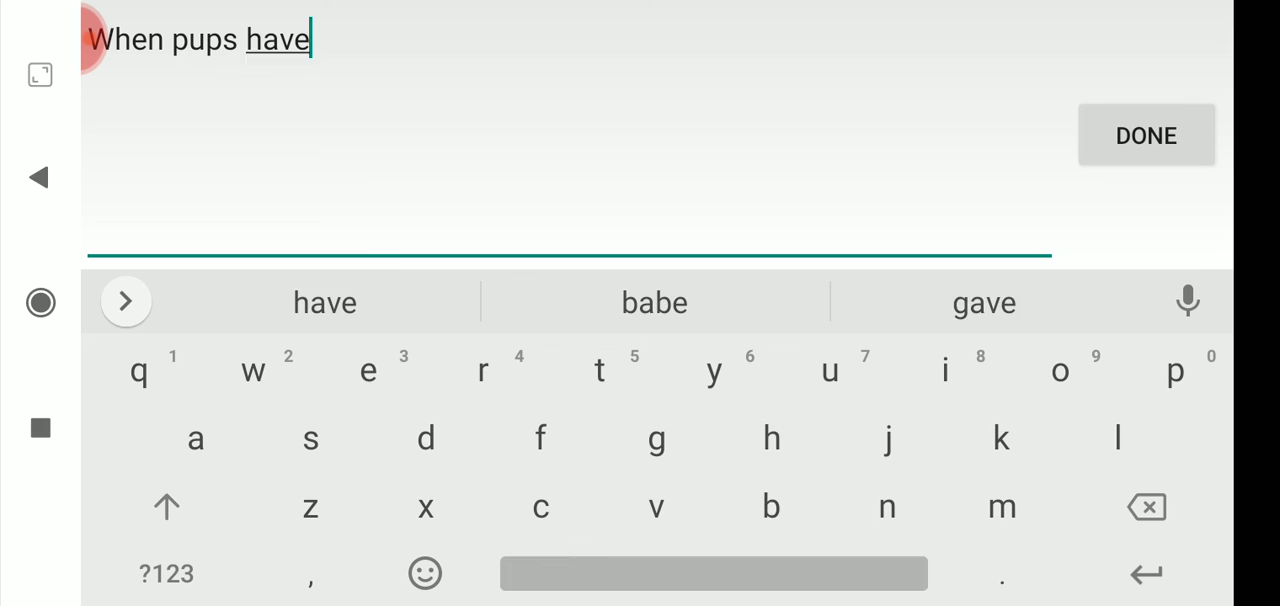 When pups have
DONE
have babe gave
q 1 w 2 e 3 r 4 t 5 y 6 u 7 i 8 o 9 p 0
a s d f g h j k l
z x c v b n m
?123 , .